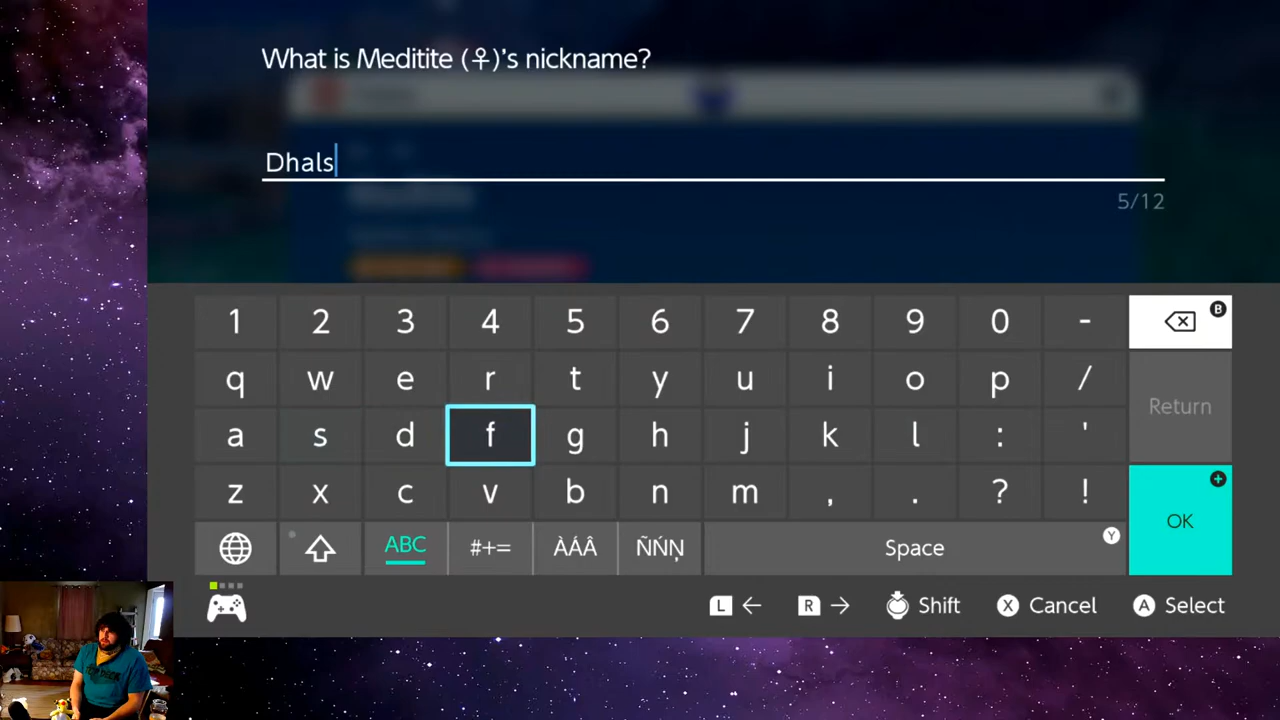 What is Meditite (♀)'s nickname?
Dhals
5/12
1 2 3 4 5 6 7 8 9 0 - B
q w e r t y u i o p / Return
a s d f g h j k l : '
z x c v b n m , . ? ! + OK
ABC #+= ÀÁÂ ÑŃŅ Space Y
L ← R → Shift X Cancel A Select